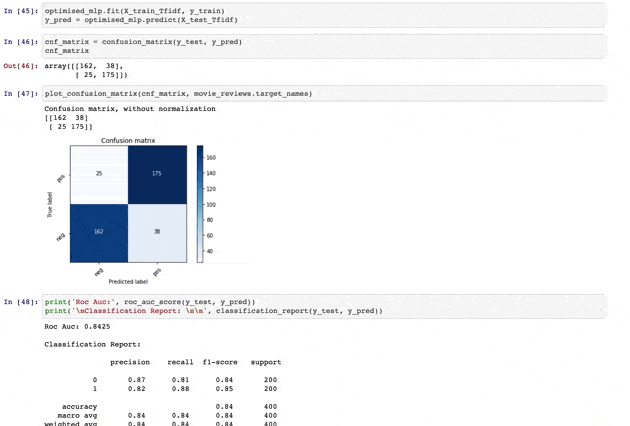 In [45]: optimised_mlp.fit(X_train_Tfidf, y_train)
y_pred = optimised_mlp.predict(X_test_Tfidf)
In [46]: cnf_matrix = confusion_matrix(y_test, y_pred)
cnf_matrix
Out[46]: array([[162, 38],
[ 25, 175]])
In [47]: plot_confusion_matrix(cnf_matrix, movie_reviews.target_names)
Confusion matrix, without normalization
[[162 38]
[ 25 175]]
Confusion matrix
160
140
120
100
80
60
40
pos
25
175
True label
neg
162
38
neg
pos
Predicted label
In [48]: print('Roc Auc:', roc_auc_score(y_test, y_pred))
print('\nClassification Report: \n\n', classification_report(y_test, y_pred))
Roc Auc: 0.8425
Classification Report:
precision recall f1-score support
0 0.87 0.81 0.84 200
1 0.82 0.88 0.85 200
accuracy 0.84 400
macro avg 0.84 0.84 0.84 400
weighted avg 0.84 0.84 0.84 400